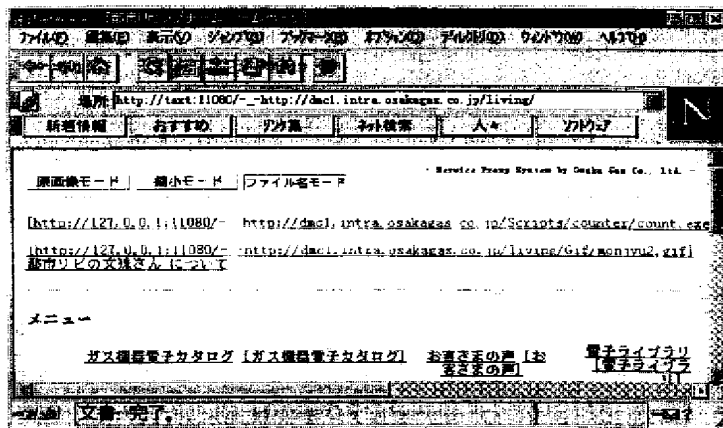 ファイル(F) 編集(E) 表示(V) ジャンプ(G) ブックマーク(B) オプション(O) ディレクトリ(D) ウィンドウ(W) ヘルプ(H)
場所: http://text:11080/-_-http://dmc1.intra.osakagas.co.jp/living/
N
新着情報 おすすめ リンク集 ネット検索 人々 ソフトウェア
- Service Proxy System by Osaka Gas Co., Ltd. -
原画像モード 縮小モード ファイル名モード
[http://127.0.0.1:11080/- http://dmc1.intra.osakagas.co.jp/Scripts/counter/count.exe
[http://127.0.0.1:11080/- -http://dmc1.intra.osakagas.co.jp/living/Gif/monjyu2.gif]
都市リビの文殊さん について
メニュー
ガス機器電子カタログ [ガス機器電子カタログ] お客さまの声 [お 電子ライブラリ
客さまの声] [電子ライブラ
リ]
文書: 完了。